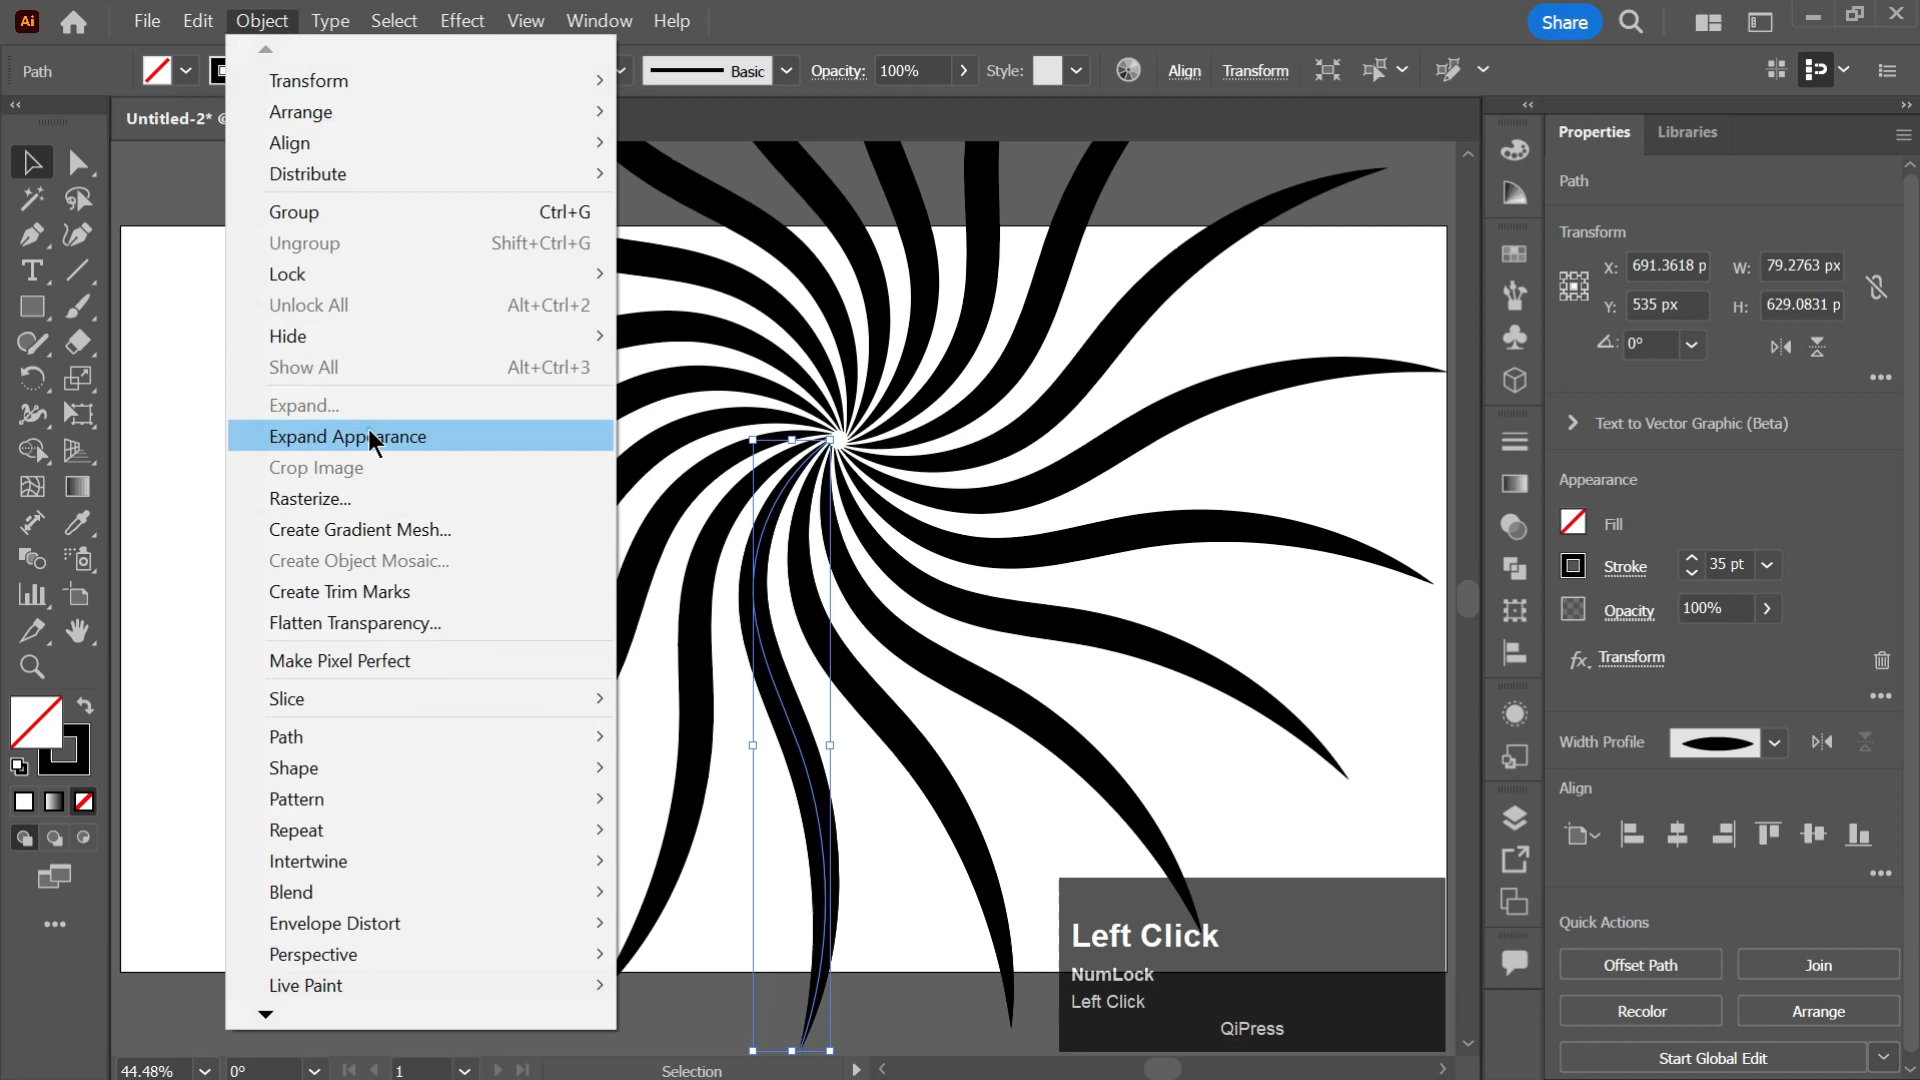 Ai
File Edit Object Type Select Effect View Window Help
Share
Path
Basic
Opacity: 100%
Style:
Align
Transform
Untitled-2*
Transform
Arrange
Align
Distribute
Group Ctrl+G
Ungroup Shift+Ctrl+G
Lock
Unlock All Alt+Ctrl+2
Hide
Show All Alt+Ctrl+3
Expand...
Expand Appearance
Crop Image
Rasterize...
Create Gradient Mesh...
Create Object Mosaic...
Create Trim Marks
Flatten Transparency...
Make Pixel Perfect
Slice
Path
Shape
Pattern
Repeat
Intertwine
Blend
Envelope Distort
Perspective
Live Paint
Left Click
NumLock
Left Click
QiPress
44.48%
0°
1
Selection
Properties Libraries
Path
Transform
X: 691.3618 p W: 79.2763 px
Y: 535 px H: 629.0831 p
0°
Text to Vector Graphic (Beta)
Appearance
Fill
Stroke 35 pt
Opacity 100%
fx. Transform
Width Profile
Align
Quick Actions
Offset Path Join
Recolor Arrange
Start Global Edit